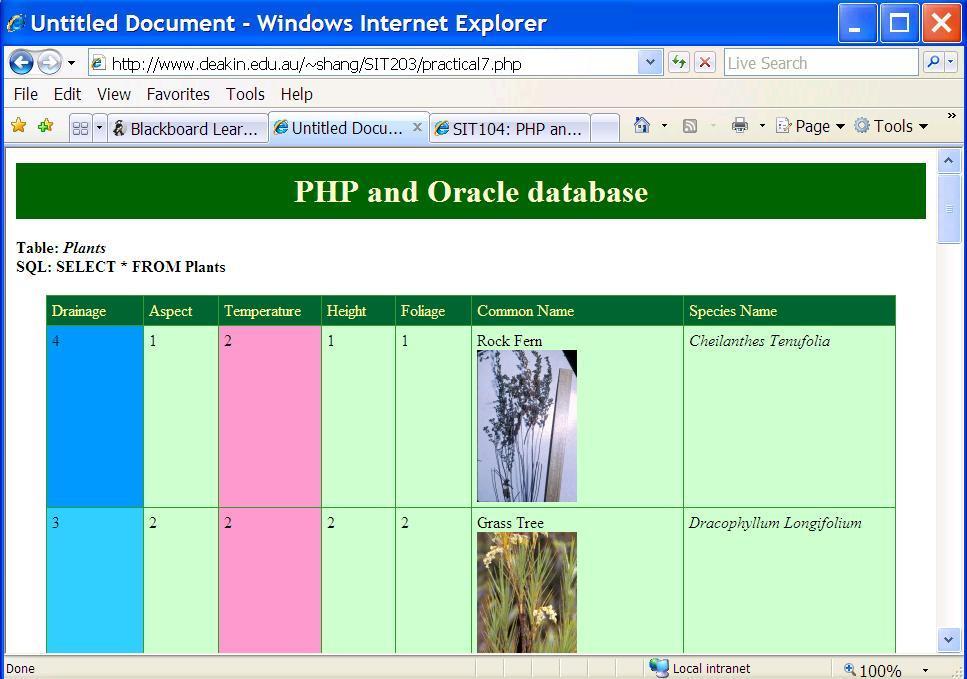 Untitled Document - Windows Internet Explorer
http://www.deakin.edu.au/~shang/SIT203/practical7.php
Live Search
File Edit View Favorites Tools Help
Blackboard Lear... Untitled Docu... SIT104: PHP an... Page Tools »
PHP and Oracle database
Table: Plants
SQL: SELECT * FROM Plants
Drainage Aspect Temperature Height Foliage Common Name Species Name
4 1 2 1 1 Rock Fern Cheilanthes Tenufolia
3 2 2 2 2 Grass Tree Dracophyllum Longifolium
Done Local intranet 100%